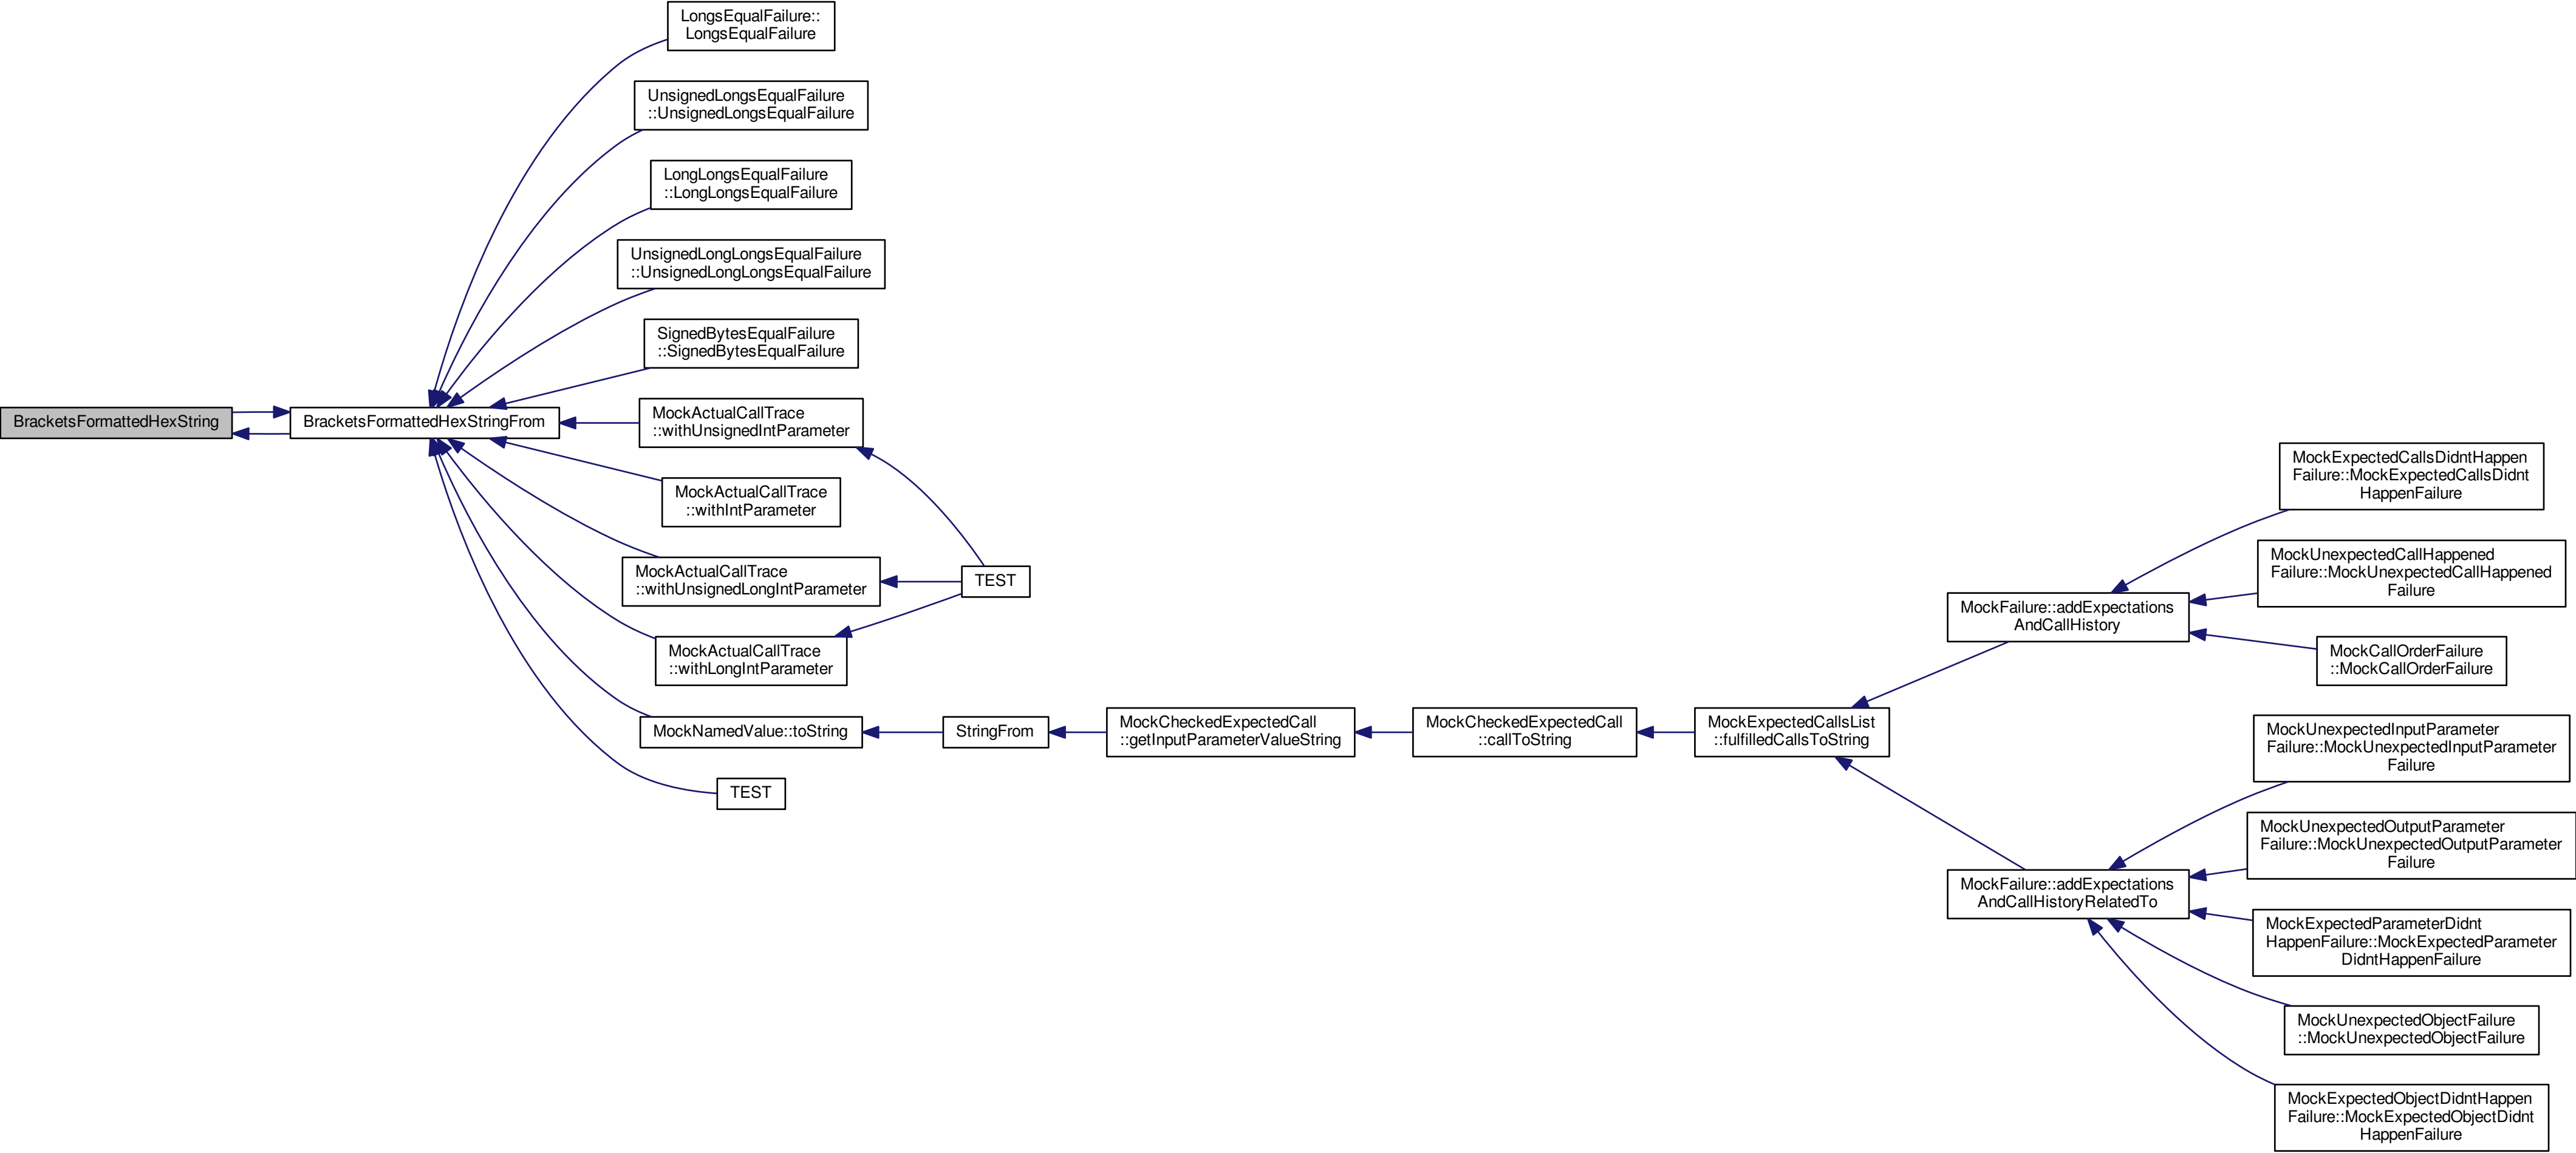 LongsEqualFailure::
LongsEqualFailure
UnsignedLongsEqualFailure
::UnsignedLongsEqualFailure
LongLongsEqualFailure
::LongLongsEqualFailure
UnsignedLongLongsEqualFailure
::UnsignedLongLongsEqualFailure
SignedBytesEqualFailure
::SignedBytesEqualFailure
BracketsFormattedHexString
BracketsFormattedHexStringFrom
MockActualCallTrace
::withUnsignedIntParameter
MockActualCallTrace
::withIntParameter
MockActualCallTrace
::withUnsignedLongIntParameter
TEST
MockActualCallTrace
::withLongIntParameter
MockNamedValue::toString
StringFrom
MockCheckedExpectedCall
::getInputParameterValueString
MockCheckedExpectedCall
::callToString
MockExpectedCallsList
::fulfilledCallsToString
TEST
MockFailure::addExpectations
AndCallHistory
MockFailure::addExpectations
AndCallHistoryRelatedTo
MockExpectedCallsDidntHappen
Failure::MockExpectedCallsDidnt
HappenFailure
MockUnexpectedCallHappened
Failure::MockUnexpectedCallHappened
Failure
MockCallOrderFailure
::MockCallOrderFailure
MockUnexpectedInputParameter
Failure::MockUnexpectedInputParameter
Failure
MockUnexpectedOutputParameter
Failure::MockUnexpectedOutputParameter
Failure
MockExpectedParameterDidnt
HappenFailure::MockExpectedParameter
DidntHappenFailure
MockUnexpectedObjectFailure
::MockUnexpectedObjectFailure
MockExpectedObjectDidntHappen
Failure::MockExpectedObjectDidnt
HappenFailure